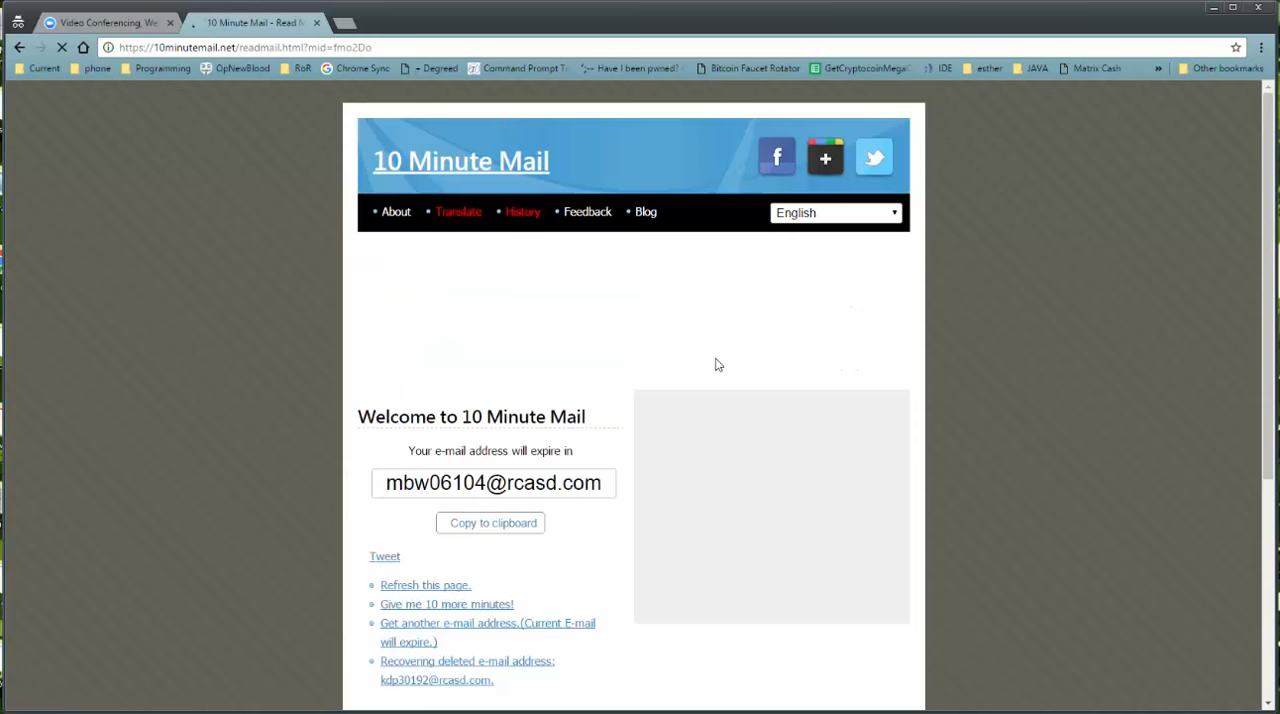 Video Conferencing, We
10 Minute Mail - Read M
https://10minutemail.net/readmail.html?mid=fmo2Do
Current phone Programming OpNewBlood RoR Chrome Sync - Degreed Command Prompt Tr Have I been pwned? Bitcoin Faucet Rotator GetCryptocoinMegaC IDE esther JAVA Matrix Cash » Other bookmarks
10 Minute Mail
f + 
• About • Translate • History • Feedback • Blog
English
Welcome to 10 Minute Mail
Your e-mail address will expire in
mbw06104@rcasd.com
Copy to clipboard
Tweet
Refresh this page.
Give me 10 more minutes!
Get another e-mail address.(Current E-mail
will expire.)
Recovering deleted e-mail address:
kdp30192@rcasd.com.